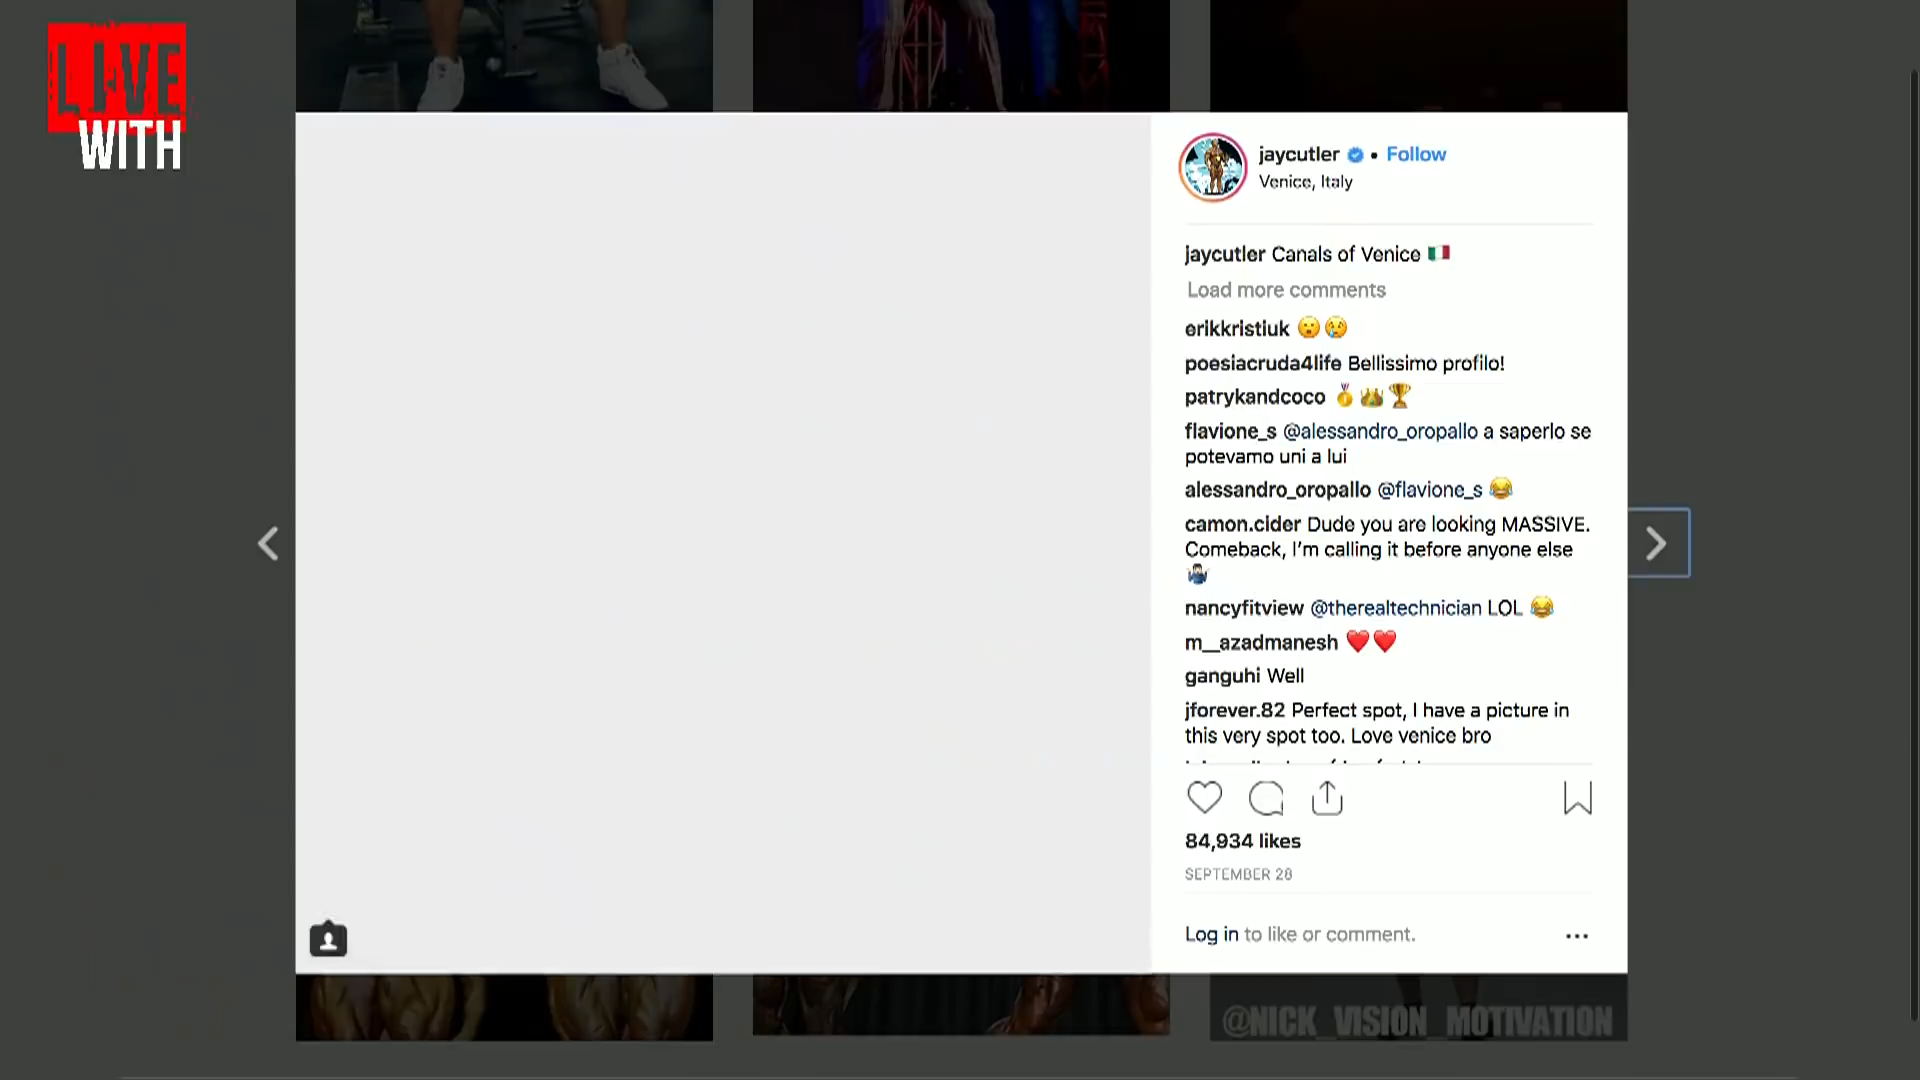 LIVE
WITH
jaycutler • Follow
Venice, Italy
jaycutler Canals of Venice
Load more comments
erikkristiuk
poesiacruda4life Bellissimo profilo!
patrykandcoco
flavione_s @alessandro_oropallo a saperlo se
potevamo uni a lui
alessandro_oropallo @flavione_s
camon.cider Dude you are looking MASSIVE.
Comeback, I'm calling it before anyone else
nancyfitview @therealtechnician LOL
m__azadmanesh
ganguhi Well
jforever.82 Perfect spot, I have a picture in
this very spot too. Love venice bro
84,934 likes
SEPTEMBER 28
Log in to like or comment.
@NICK_VISION_MOTIVATION